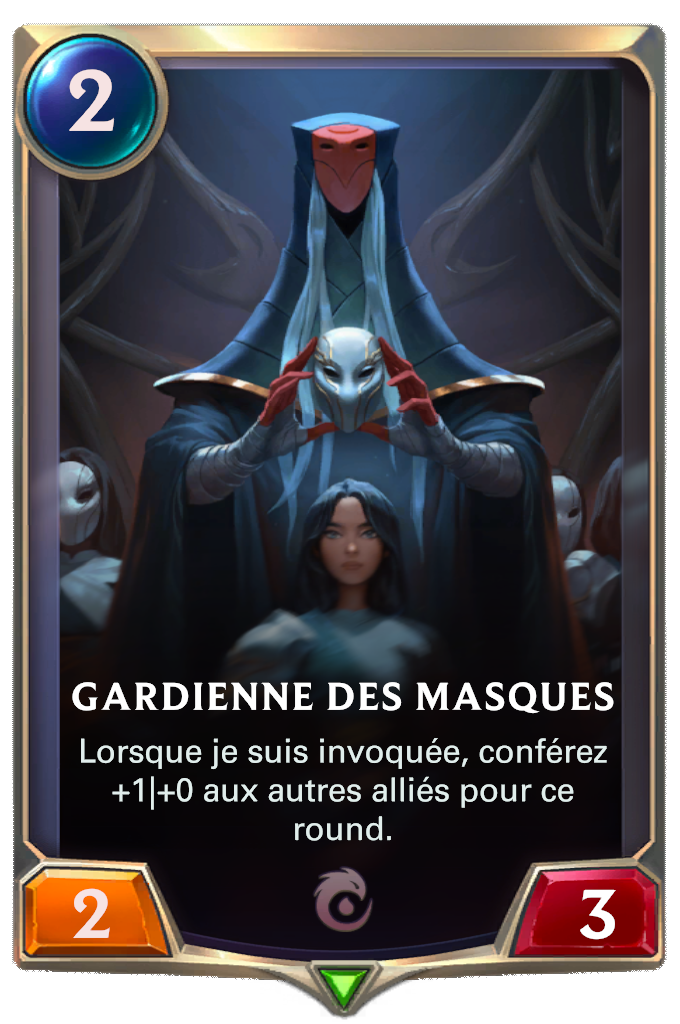 2
GARDIENNE DES MASQUES
Lorsque je suis invoquée, conférez
+1|+0 aux autres alliés pour ce
round.
2
3